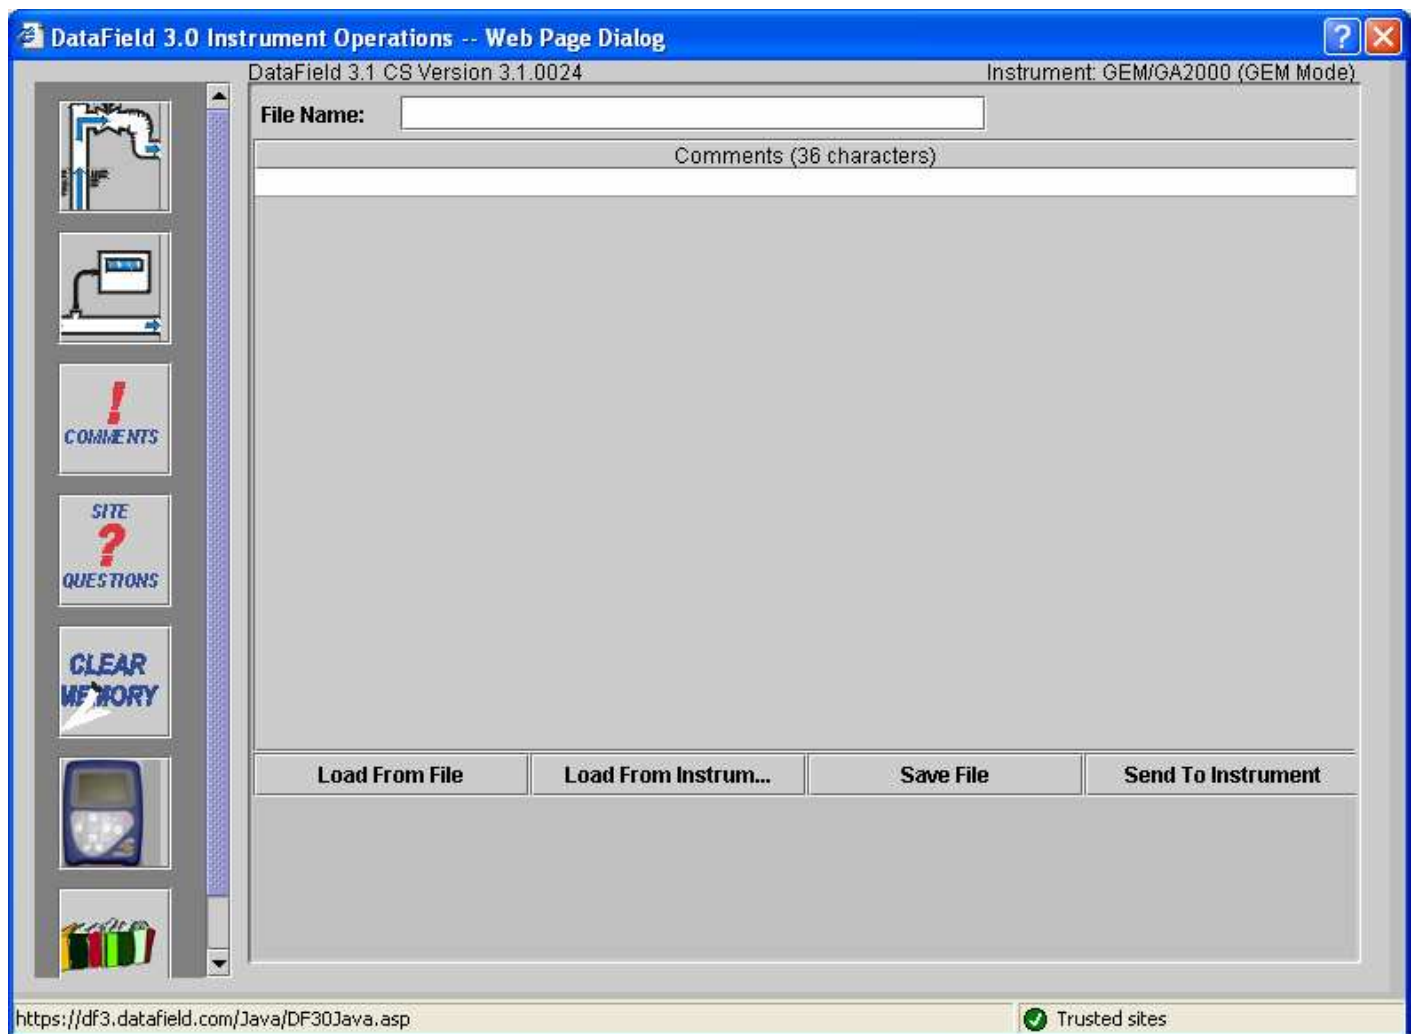 DataField 3.0 Instrument Operations -- Web Page Dialog
DataField 3.1 CS Version 3.1.0024
Instrument: GEM/GA2000 (GEM Mode)
File Name:
Comments (36 characters)
!
COMMENTS
SITE
?
QUESTIONS
CLEAR
MEMORY
Load From File
Load From Instrum...
Save File
Send To Instrument
https://df3.datafield.com/Java/DF30Java.asp
Trusted sites